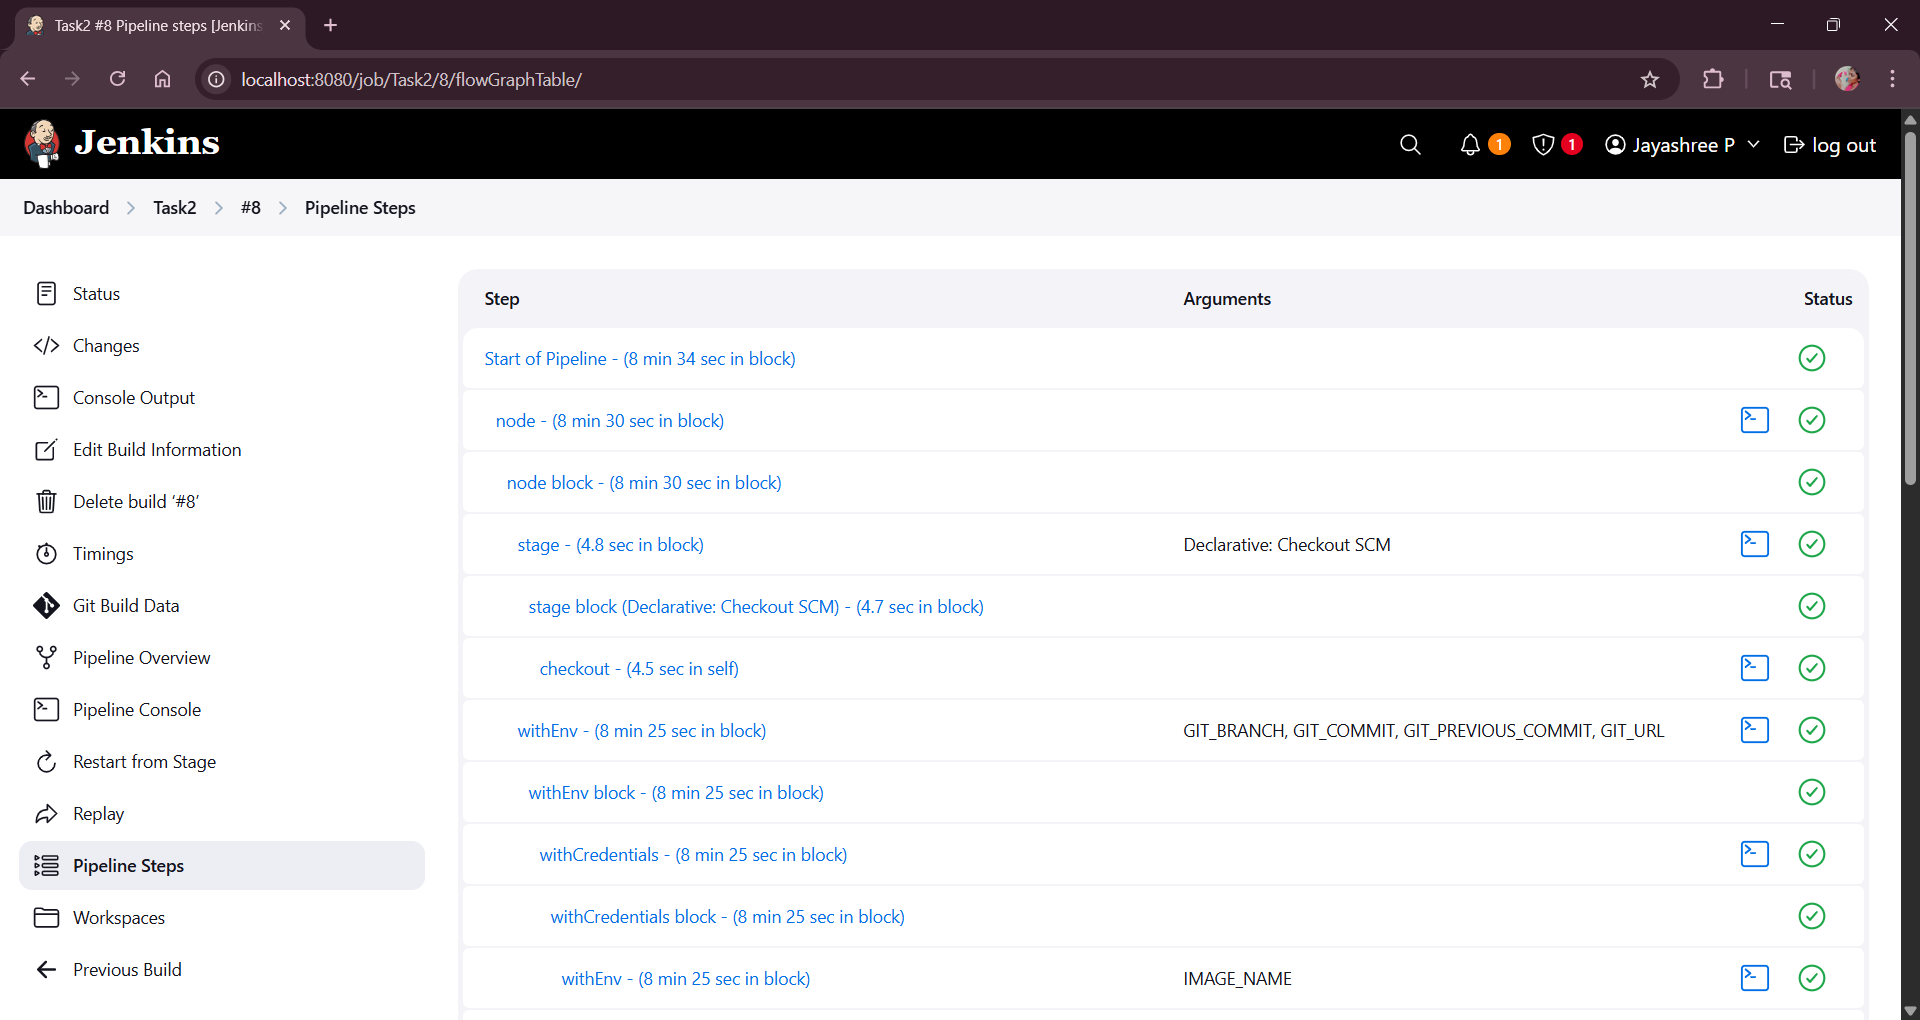 Task2 #8 Pipeline steps [Jenkins
localhost:8080/job/Task2/8/flowGraphTable/
Jenkins
1
1
Jayashree P
log out
Dashboard
Task2
#8
Pipeline Steps
Status
Changes
Console Output
Edit Build Information
Delete build ‘#8’
Timings
Git Build Data
Pipeline Overview
Pipeline Console
Restart from Stage
Replay
Pipeline Steps
Workspaces
Previous Build
Step Arguments Status
Start of Pipeline - (8 min 34 sec in block)
node - (8 min 30 sec in block)
node block - (8 min 30 sec in block)
stage - (4.8 sec in block) Declarative: Checkout SCM
stage block (Declarative: Checkout SCM) - (4.7 sec in block)
checkout - (4.5 sec in self)
withEnv - (8 min 25 sec in block) GIT_BRANCH, GIT_COMMIT, GIT_PREVIOUS_COMMIT, GIT_URL
withEnv block - (8 min 25 sec in block)
withCredentials - (8 min 25 sec in block)
withCredentials block - (8 min 25 sec in block)
withEnv - (8 min 25 sec in block) IMAGE_NAME